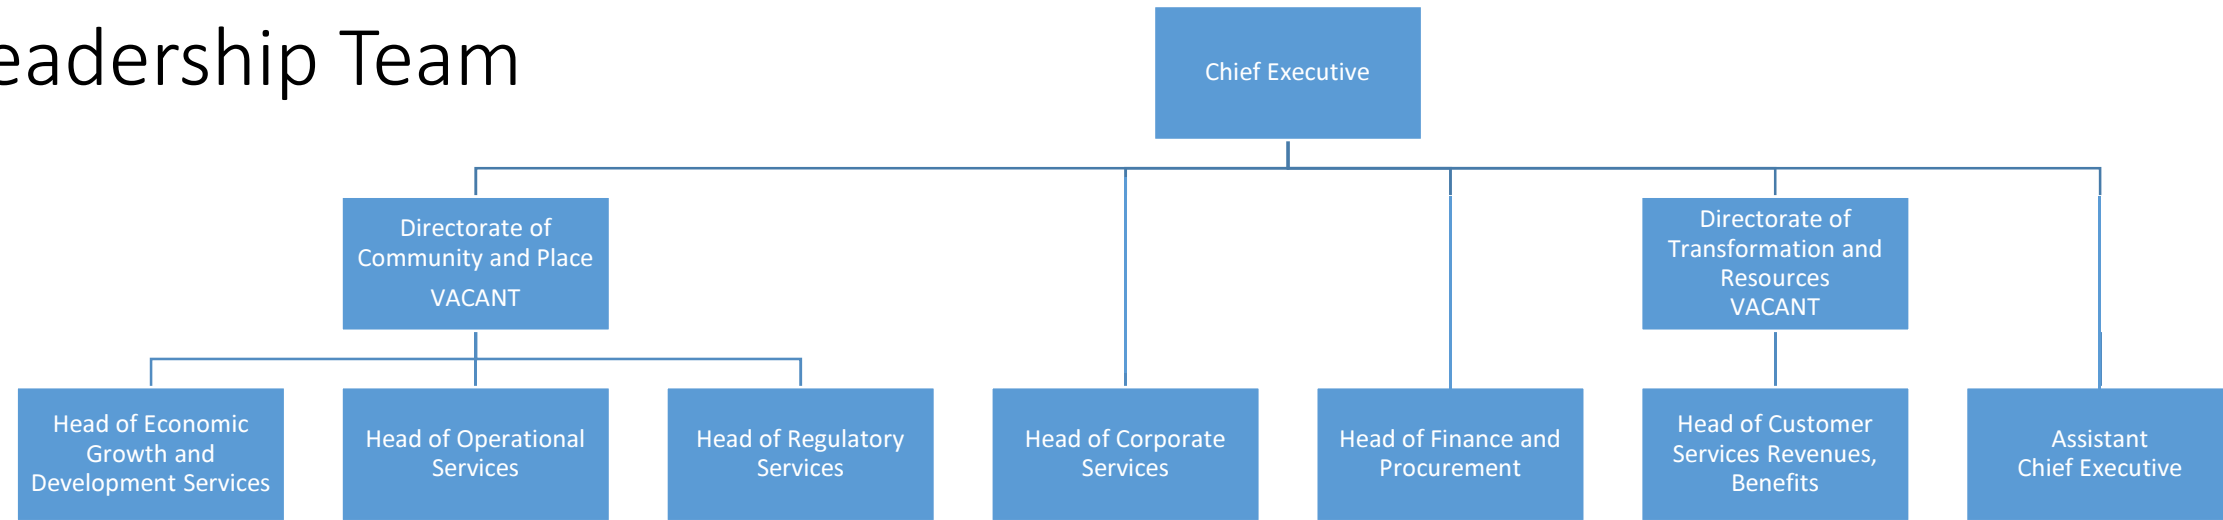 eadership Team
Chief Executive
Directorate of
Community and Place
VACANT
Directorate of
Transformation and
Resources
VACANT
Head of Economic
Growth and
Development Services
Head of Operational
Services
Head of Regulatory
Services
Head of Corporate
Services
Head of Finance and
Procurement
Head of Customer
Services Revenues,
Benefits
Assistant
Chief Executive